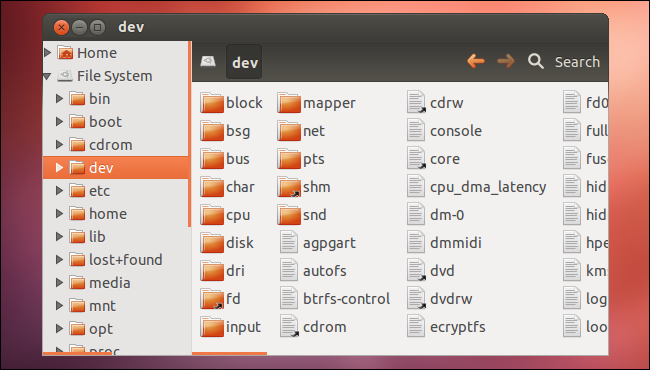 dev
Home
File System
bin
boot
cdrom
dev
etc
home
lib
lost+found
media
mnt
opt
proc
dev
Search
block
bsg
bus
char
cpu
disk
dri
fd
input
mapper
net
pts
shm
snd
agpgart
autofs
btrfs-control
cdrom
cdrw
console
core
cpu_dma_latency
dm-0
dmmidi
dvd
dvdrw
ecryptfs
fd0
full
fuse
hid
hid
hpe
km
log
loo